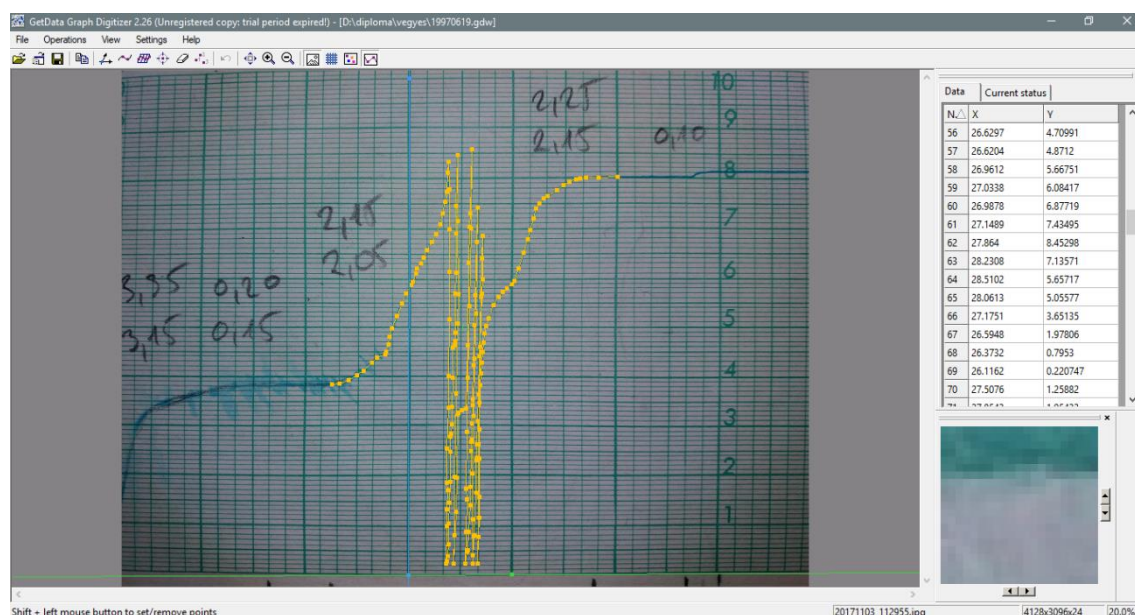 GetData Graph Digitizer 2.26 (Unregistered copy: trial period expired!) - [D:\diploma\vegyes\19970619.gdw]
File Operations View Settings Help
Data Current status
N. X Y
56 26.6297 4.70991
57 26.6204 4.8712
58 26.9612 5.66751
59 27.0338 6.08417
60 26.9878 6.87719
61 27.1489 7.43495
62 27.864 8.45298
63 28.2308 7.13571
64 28.5102 5.65717
65 28.0613 5.05577
66 27.1751 3.65135
67 26.5948 1.97806
68 26.3732 0.7953
69 26.1162 0.220747
70 27.5076 1.25882
10
2,25
9
2,15 0,10
8
2,15
7
2,05
6
3,35 0,20
5
3,15 0,15
4
3
2
1
Shift + left mouse button to set/remove points
20171103_112955.jpg 4128x3096x24 20.0%